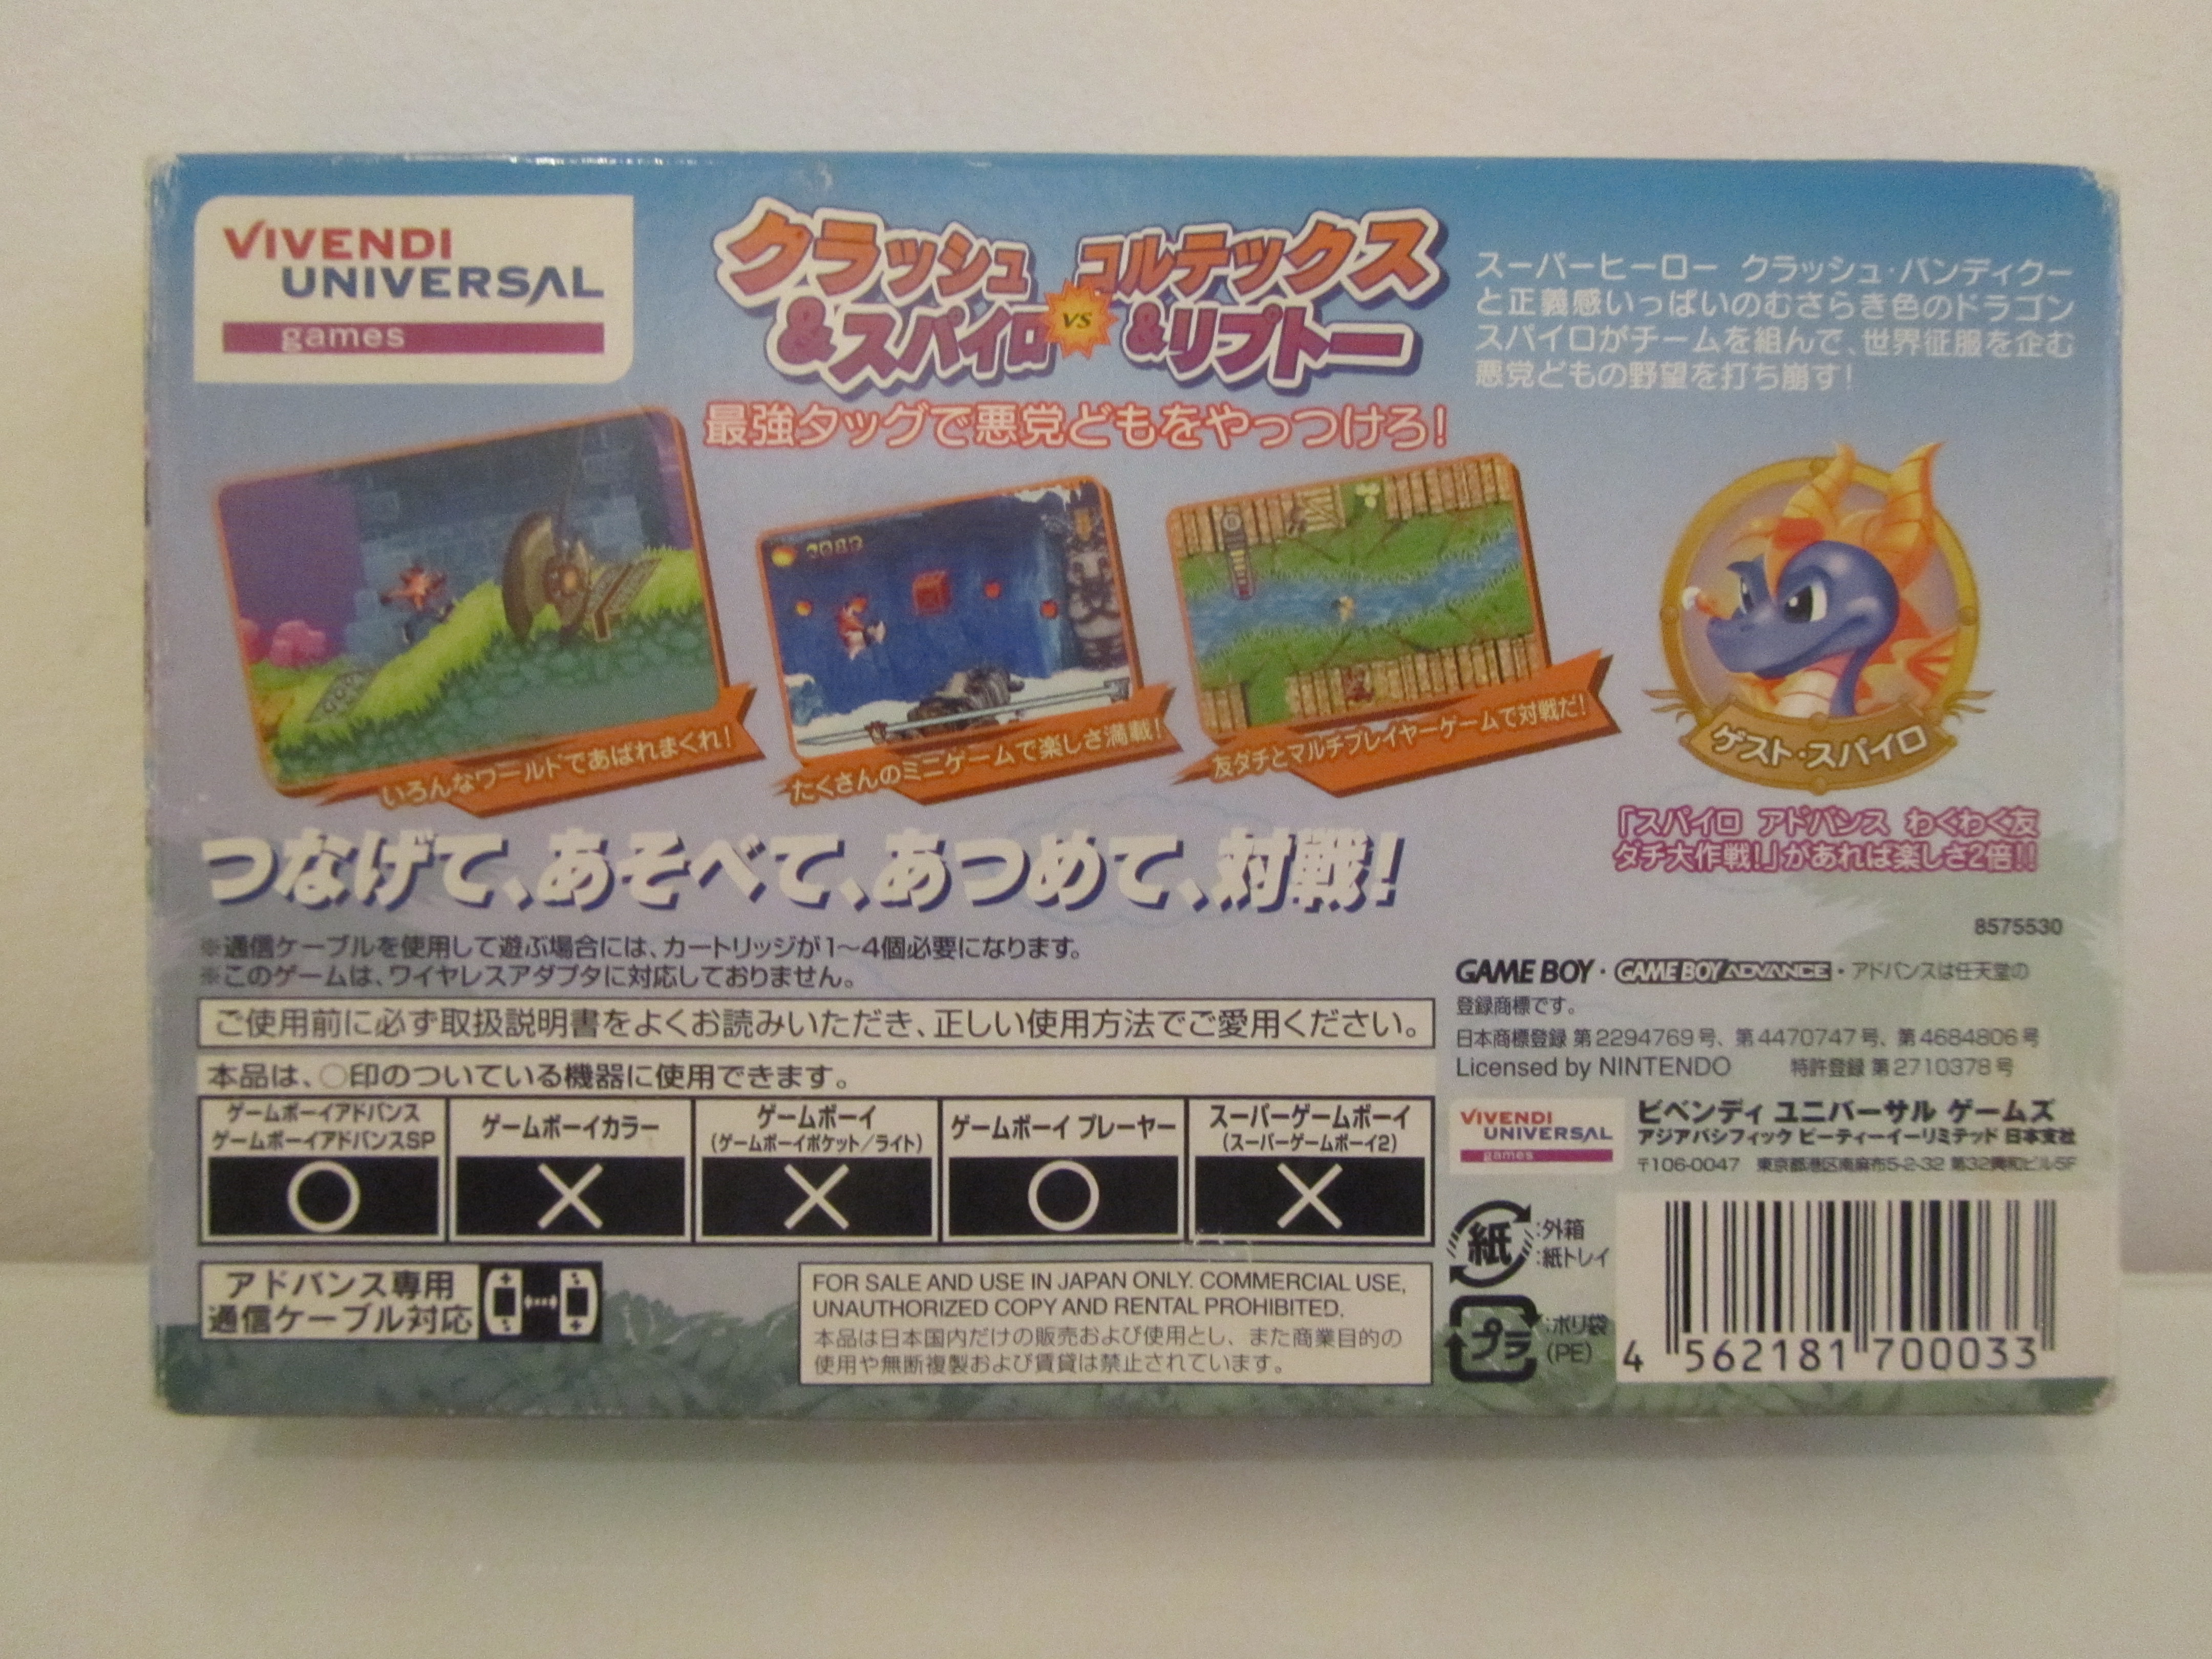 VIVENDI
UNIVERSAL
games
クラッシュ
&スパイロ
vs
コルテックス
&リプトー
最強タッグで悪党どもをやっつけろ!
スーパーヒーロー クラッシュ・バンディクー
と正義感いっぱいのむさらき色のドラゴン
スパイロがチームを組んで、世界征服を企む
悪党どもの野望を打ち崩す!
いろんなワールドであばれまくれ!
たくさんのミニゲームで楽しさ満載!
友ダチとマルチプレイヤーゲームで対戦だ!
ゲスト・スパイロ
「スパイロ アドバンス わくわく友
ダチ大作戦!」があれば楽しさ2倍!!
つなげて、あそべて、あつめて、対戦!
※通信ケーブルを使用して遊ぶ場合には、カートリッジが1〜4個必要になります。
※このゲームは、ワイヤレスアダプタに対応しておりません。
ご使用前に必ず取扱説明書をよくお読みいただき、正しい使用方法でご愛用ください。
本品は、○印のついている機器に使用できます。
ゲームボーイアドバンス
ゲームボーイアドバンスSP
○
ゲームボーイカラー
×
ゲームボーイ
(ゲームボーイポケット/ライト)
×
ゲームボーイ プレーヤー
○
スーパーゲームボーイ
(スーパーゲームボーイ2)
×
アドバンス専用
通信ケーブル対応
FOR SALE AND USE IN JAPAN ONLY. COMMERCIAL USE,
UNAUTHORIZED COPY AND RENTAL PROHIBITED.
本品は日本国内だけの販売および使用とし、また商業目的の
使用や無断複製および賃貸は禁止されています。
8575530
GAME BOY・GAME BOY ADVANCE・アドバンスは任天堂の
登録商標です。
日本商標登録 第2294769号、第4470747号、第4684806号
Licensed by NINTENDO 特許登録 第2710378号
VIVENDI
UNIVERSAL
games
ビベンディ ユニバーサル ゲームズ
アジアパシフィック ピーティーイーリミテッド 日本支社
〒106-0047 東京都港区南麻布5-2-32 第32興和ビル5F
紙
:外箱
:紙トレイ
プラ
:ポリ袋
(PE)
4 562181 700033